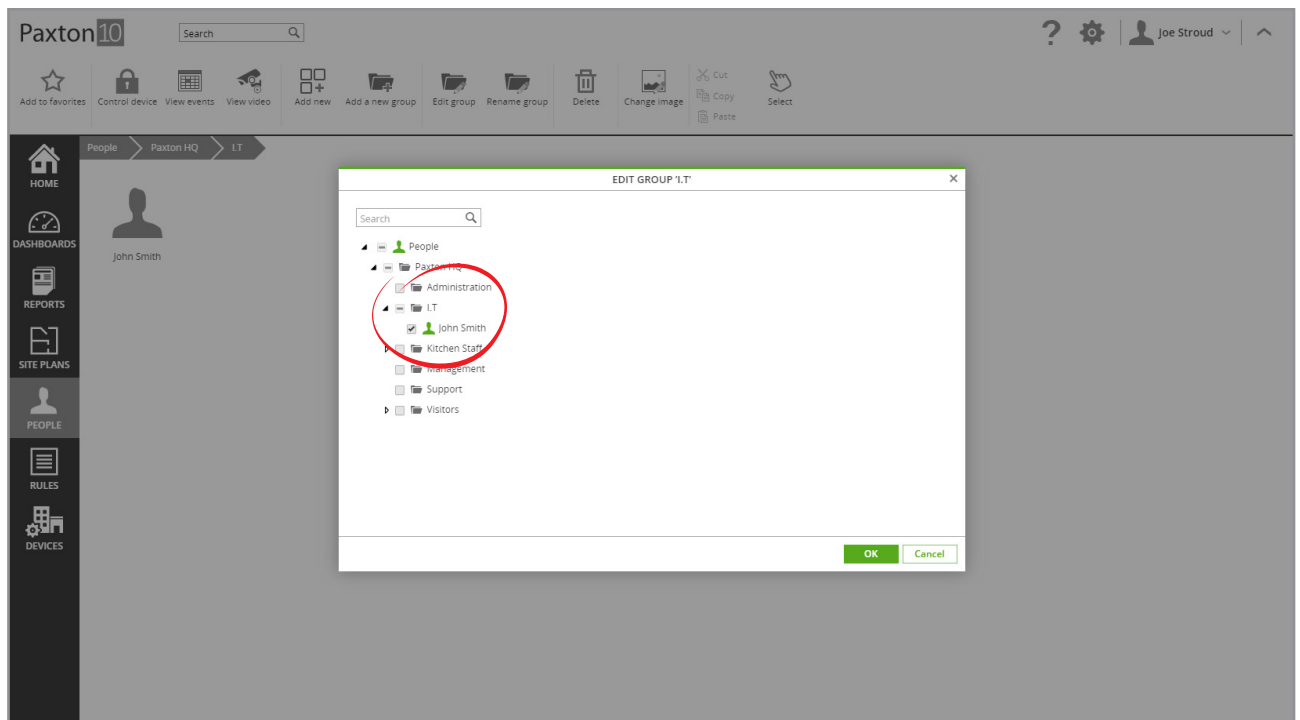 Paxton10
Search
Joe Stroud
Add to favorites
Control device
View events
View video
Add new
Add a new group
Edit group
Rename group
Delete
Change image
Cut
Copy
Paste
Select
People
Paxton HQ
I.T
HOME
DASHBOARDS
REPORTS
SITE PLANS
PEOPLE
RULES
DEVICES
John Smith
EDIT GROUP 'I.T'
Search
People
Paxton HQ
Administration
I.T
John Smith
Kitchen Staff
Management
Support
Visitors
OK
Cancel